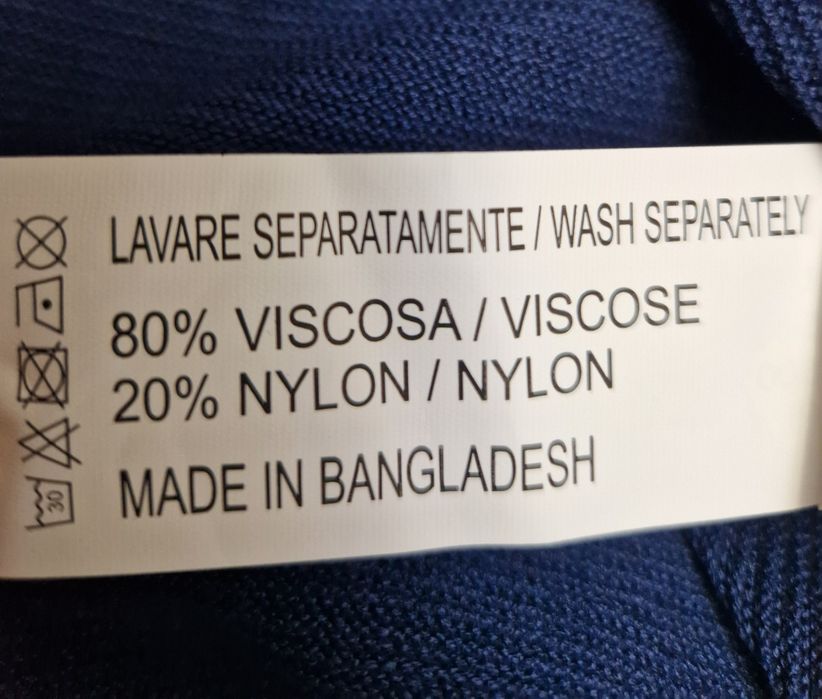 LAVARE SEPARATAMENTE / WASH SEPARATELY
80% VISCOSA / VISCOSE
20% NYLON / NYLON
MADE IN BANGLADESH
30